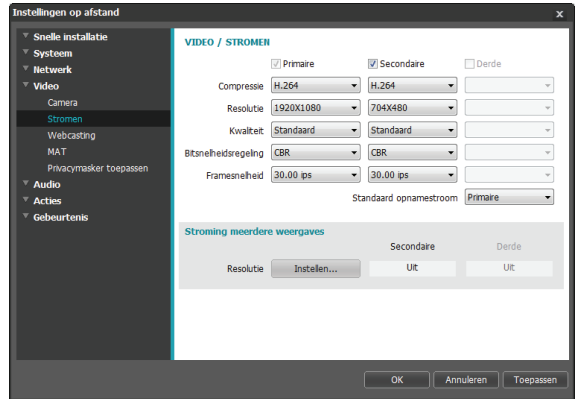 Instellingen op afstand x
Snelle installatie
Systeem
Netwerk
Video
Camera
Stromen
Webcasting
MAT
Privacymasker toepassen
Audio
Acties
Gebeurtenis
VIDEO / STROMEN
Primaire Secondaire Derde
Compressie H.264 H.264
Resolutie 1920X1080 704X480
Kwaliteit Standaard Standaard
Bitsnelheidsregeling CBR CBR
Framesnelheid 30.00 ips 30.00 ips
Standaard opnamestroom Primaire
Stroming meerdere weergaves
Secondaire Derde
Resolutie Instellen... Uit Uit
OK Annuleren Toepassen